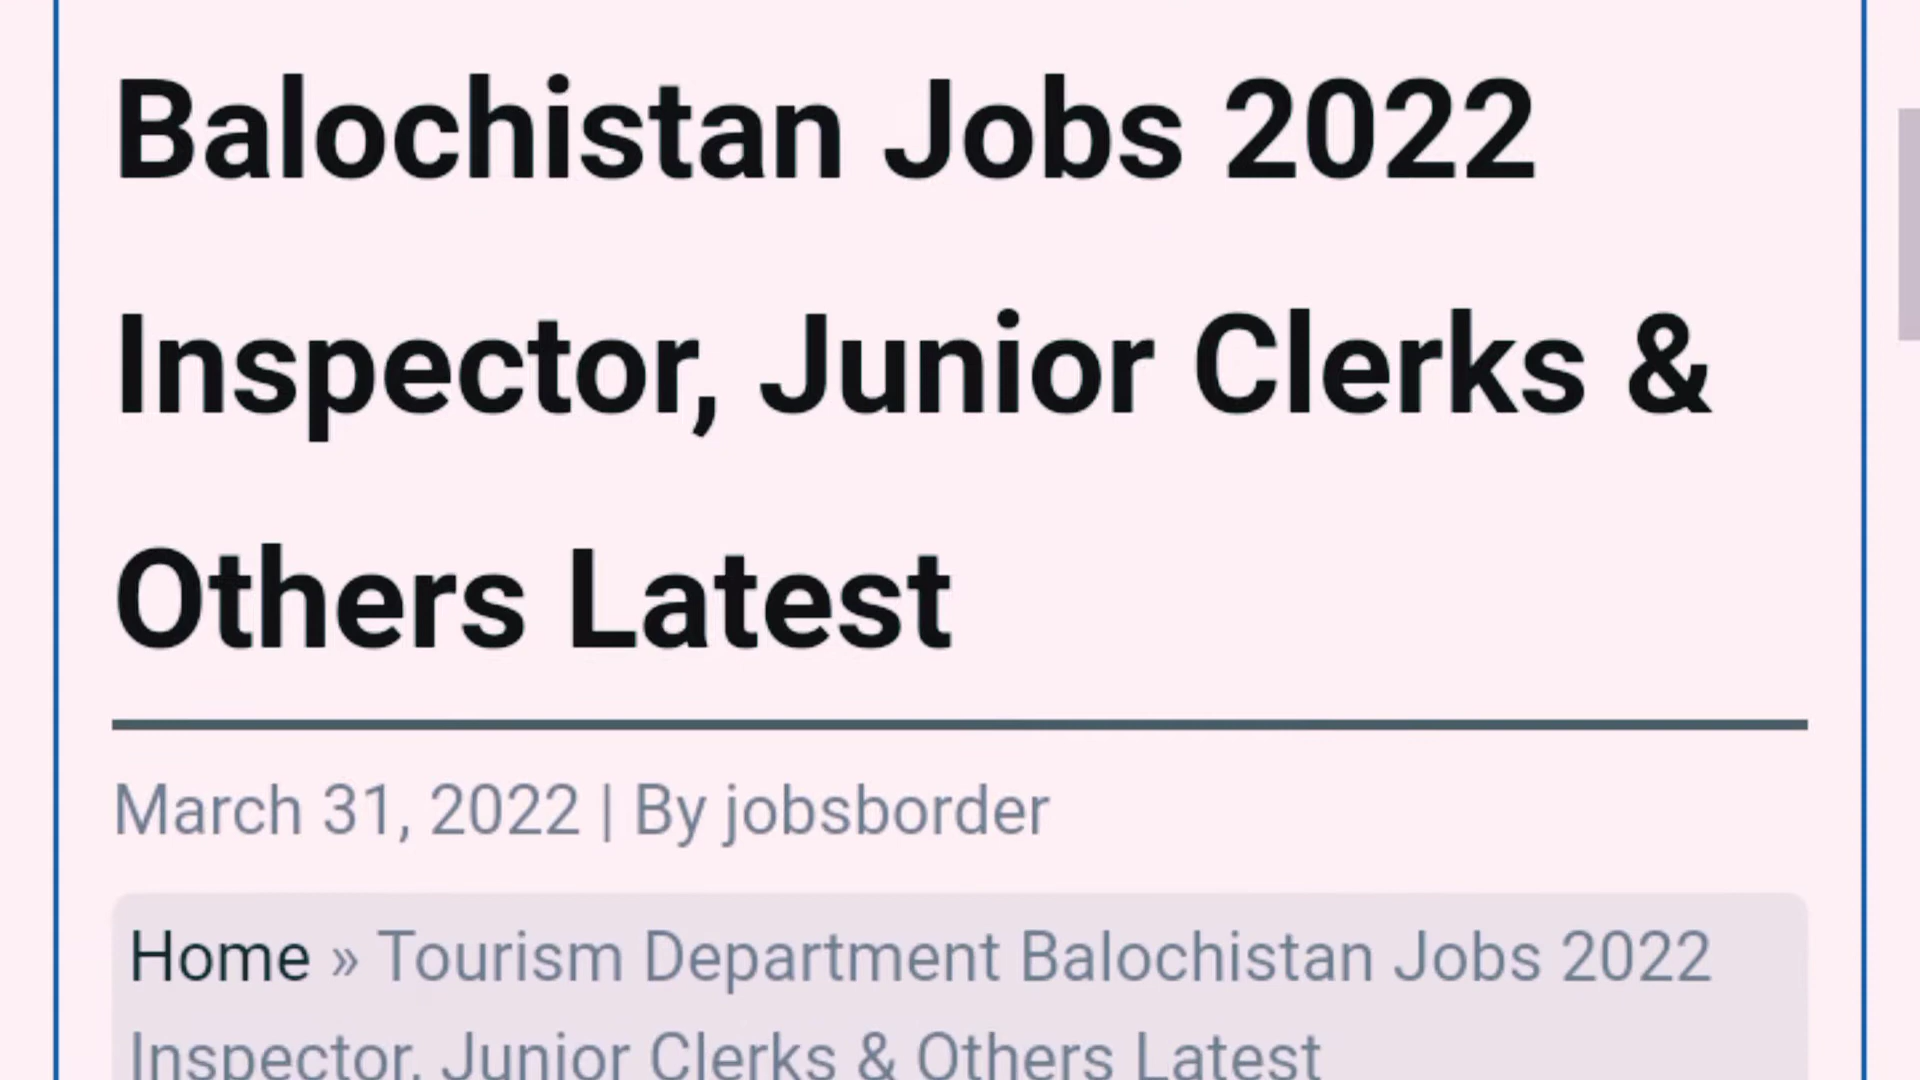 Balochistan Jobs 2022
Inspector, Junior Clerks &
Others Latest
March 31, 2022 | By jobsborder
Home » Tourism Department Balochistan Jobs 2022
Inspector, Junior Clerks & Others Latest